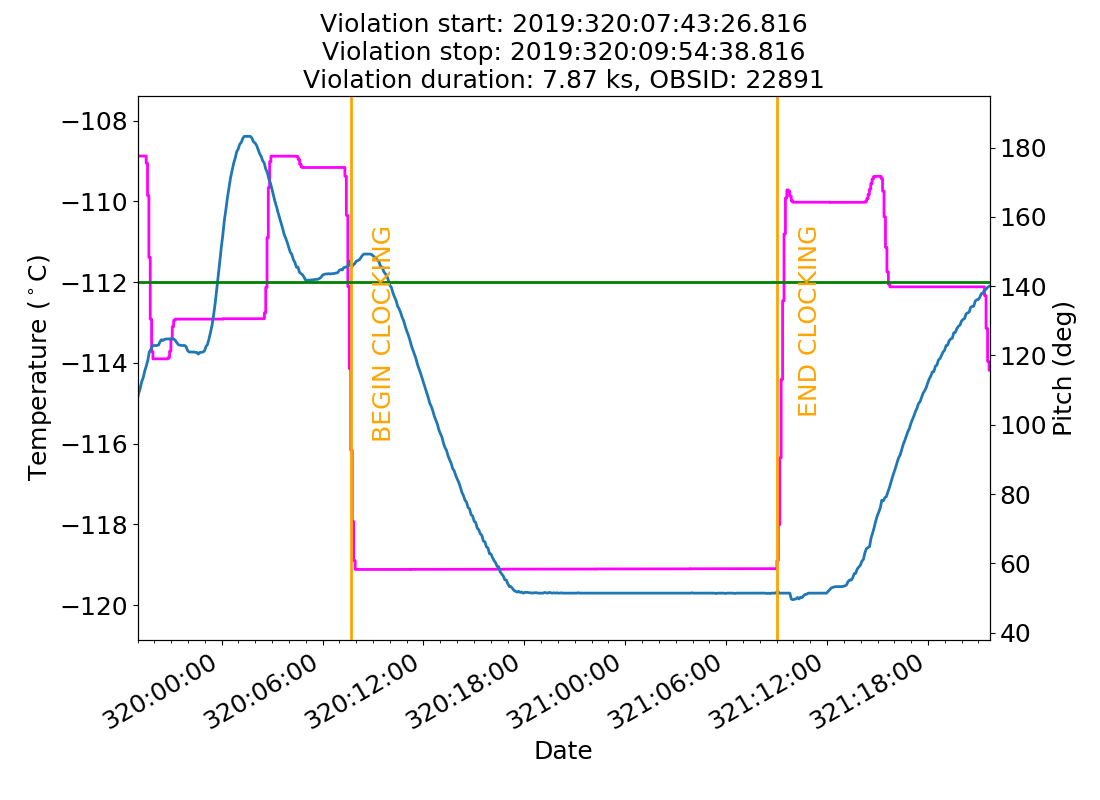 Violation start: 2019:320:07:43:26.816
Violation stop: 2019:320:09:54:38.816
Violation duration: 7.87 ks, OBSID: 22891
−108
−110
−112
−114
−116
−118
−120
Temperature (°C)
BEGIN CLOCKING
END CLOCKING
180
160
140
120
100
80
60
40
Pitch (deg)
320:00:00
320:06:00
320:12:00
320:18:00
321:00:00
321:06:00
321:12:00
321:18:00
Date